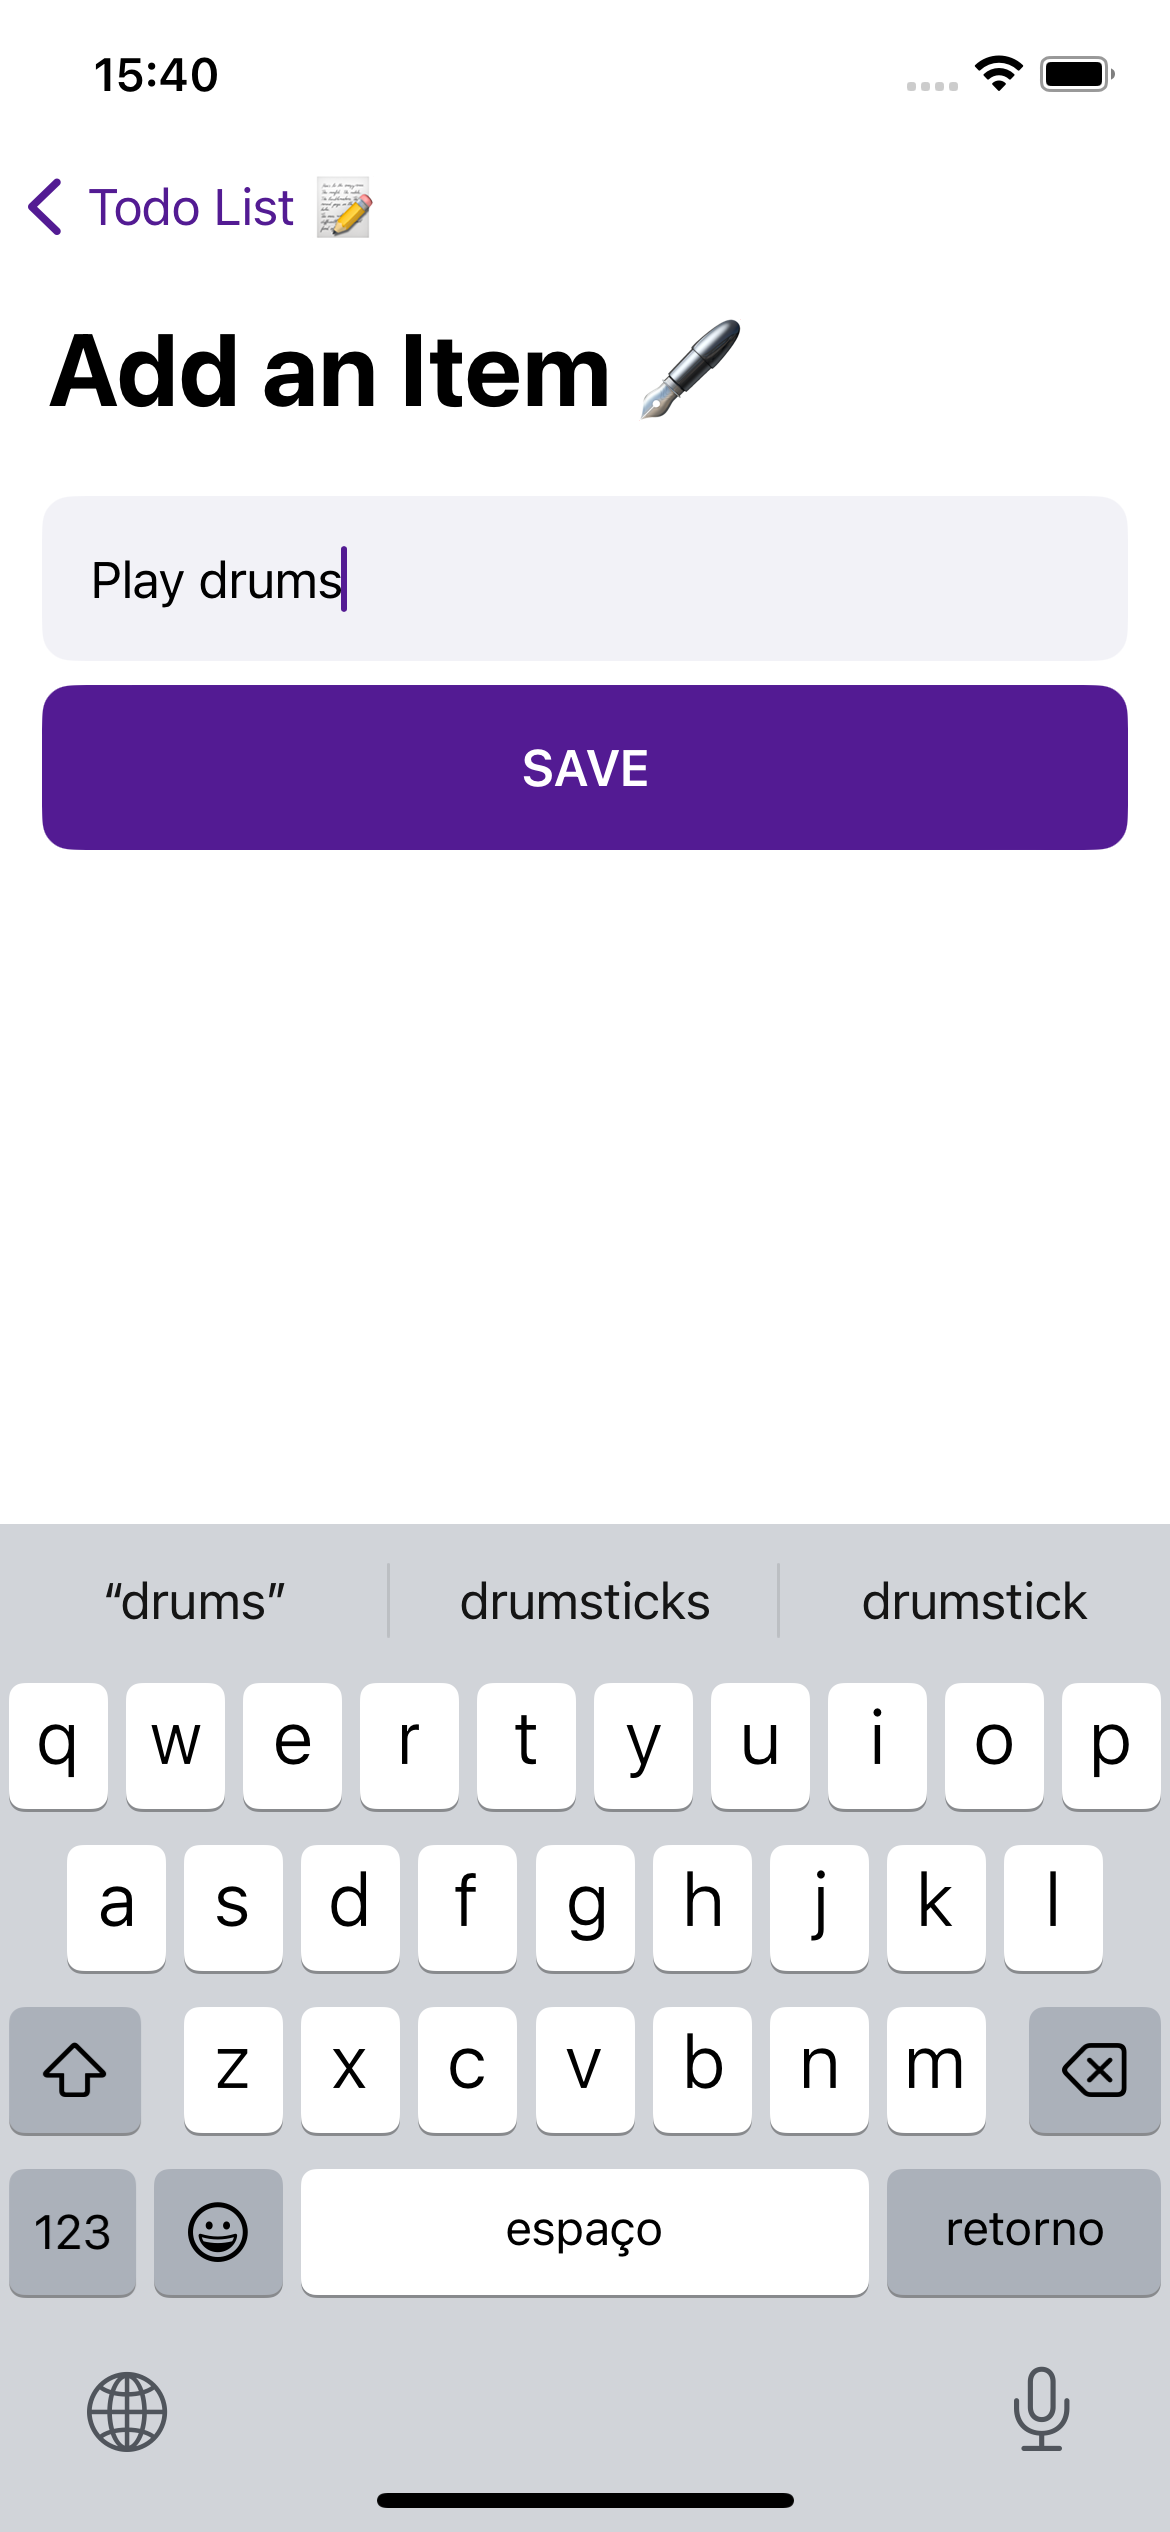 15:40
Todo List 📝
Add an Item 🖋️
Play drums
SAVE
“drums” drumsticks drumstick
q w e r t y u i o p
a s d f g h j k l
z x c v b n m
123 espaço retorno